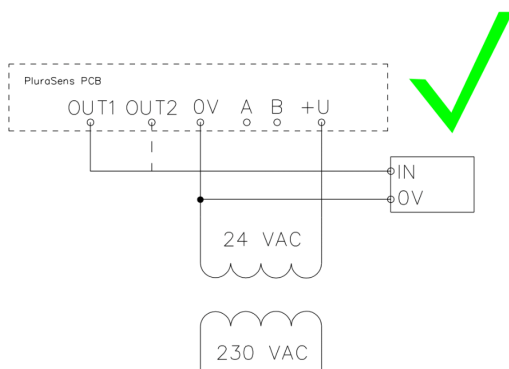 PluraSens PCB
OUT1 OUT2 0V A B +U
IN
0V
24 VAC
230 VAC